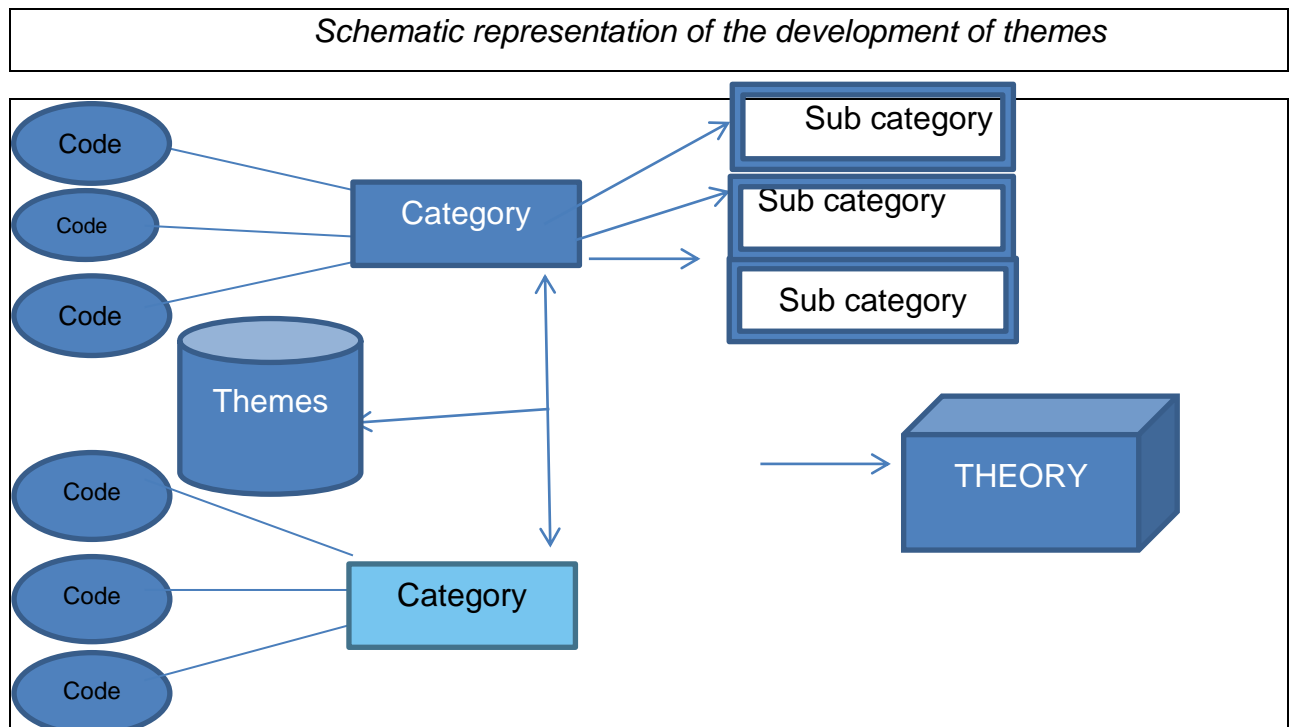 Schematic representation of the development of themes
Code
Code
Code
Category
Sub category
Sub category
Sub category
Themes
THEORY
Code
Code
Code
Category